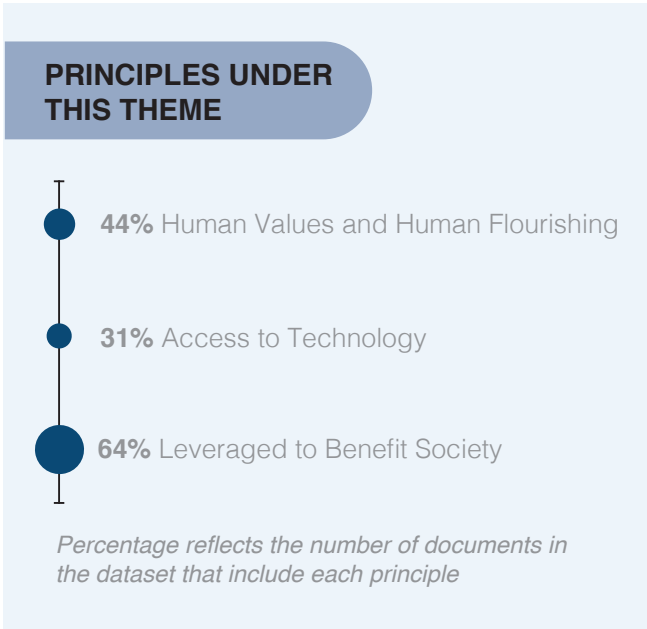 PRINCIPLES UNDER
THIS THEME
44% Human Values and Human Flourishing
31% Access to Technology
64% Leveraged to Benefit Society
Percentage reflects the number of documents in
the dataset that include each principle